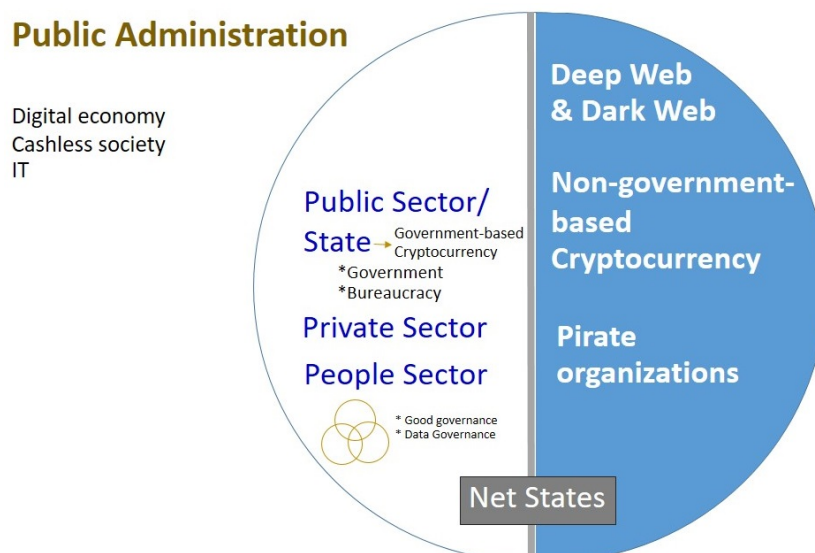 Public Administration
Digital economy
Cashless society
IT
Public Sector/
State
Government-based
Cryptocurrency
*Government
*Bureaucracy
Private Sector
People Sector
* Good governance
* Data Governance
Deep Web
& Dark Web
Non-government-
based
Cryptocurrency
Pirate
organizations
Net States